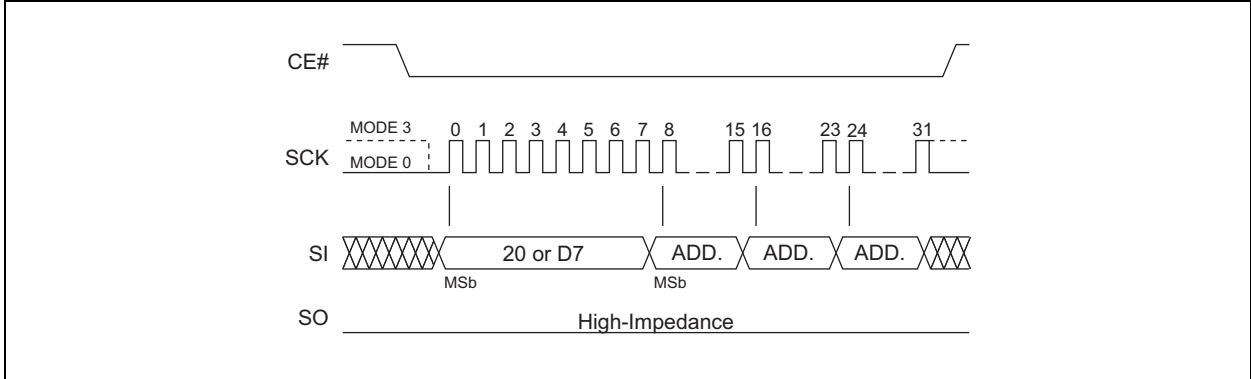 CE#
MODE 3
0 1 2 3 4 5 6 7 8 15 16 23 24 31
SCK
MODE 0
SI
20 or D7 ADD. ADD. ADD.
MSb MSb
SO
High-Impedance